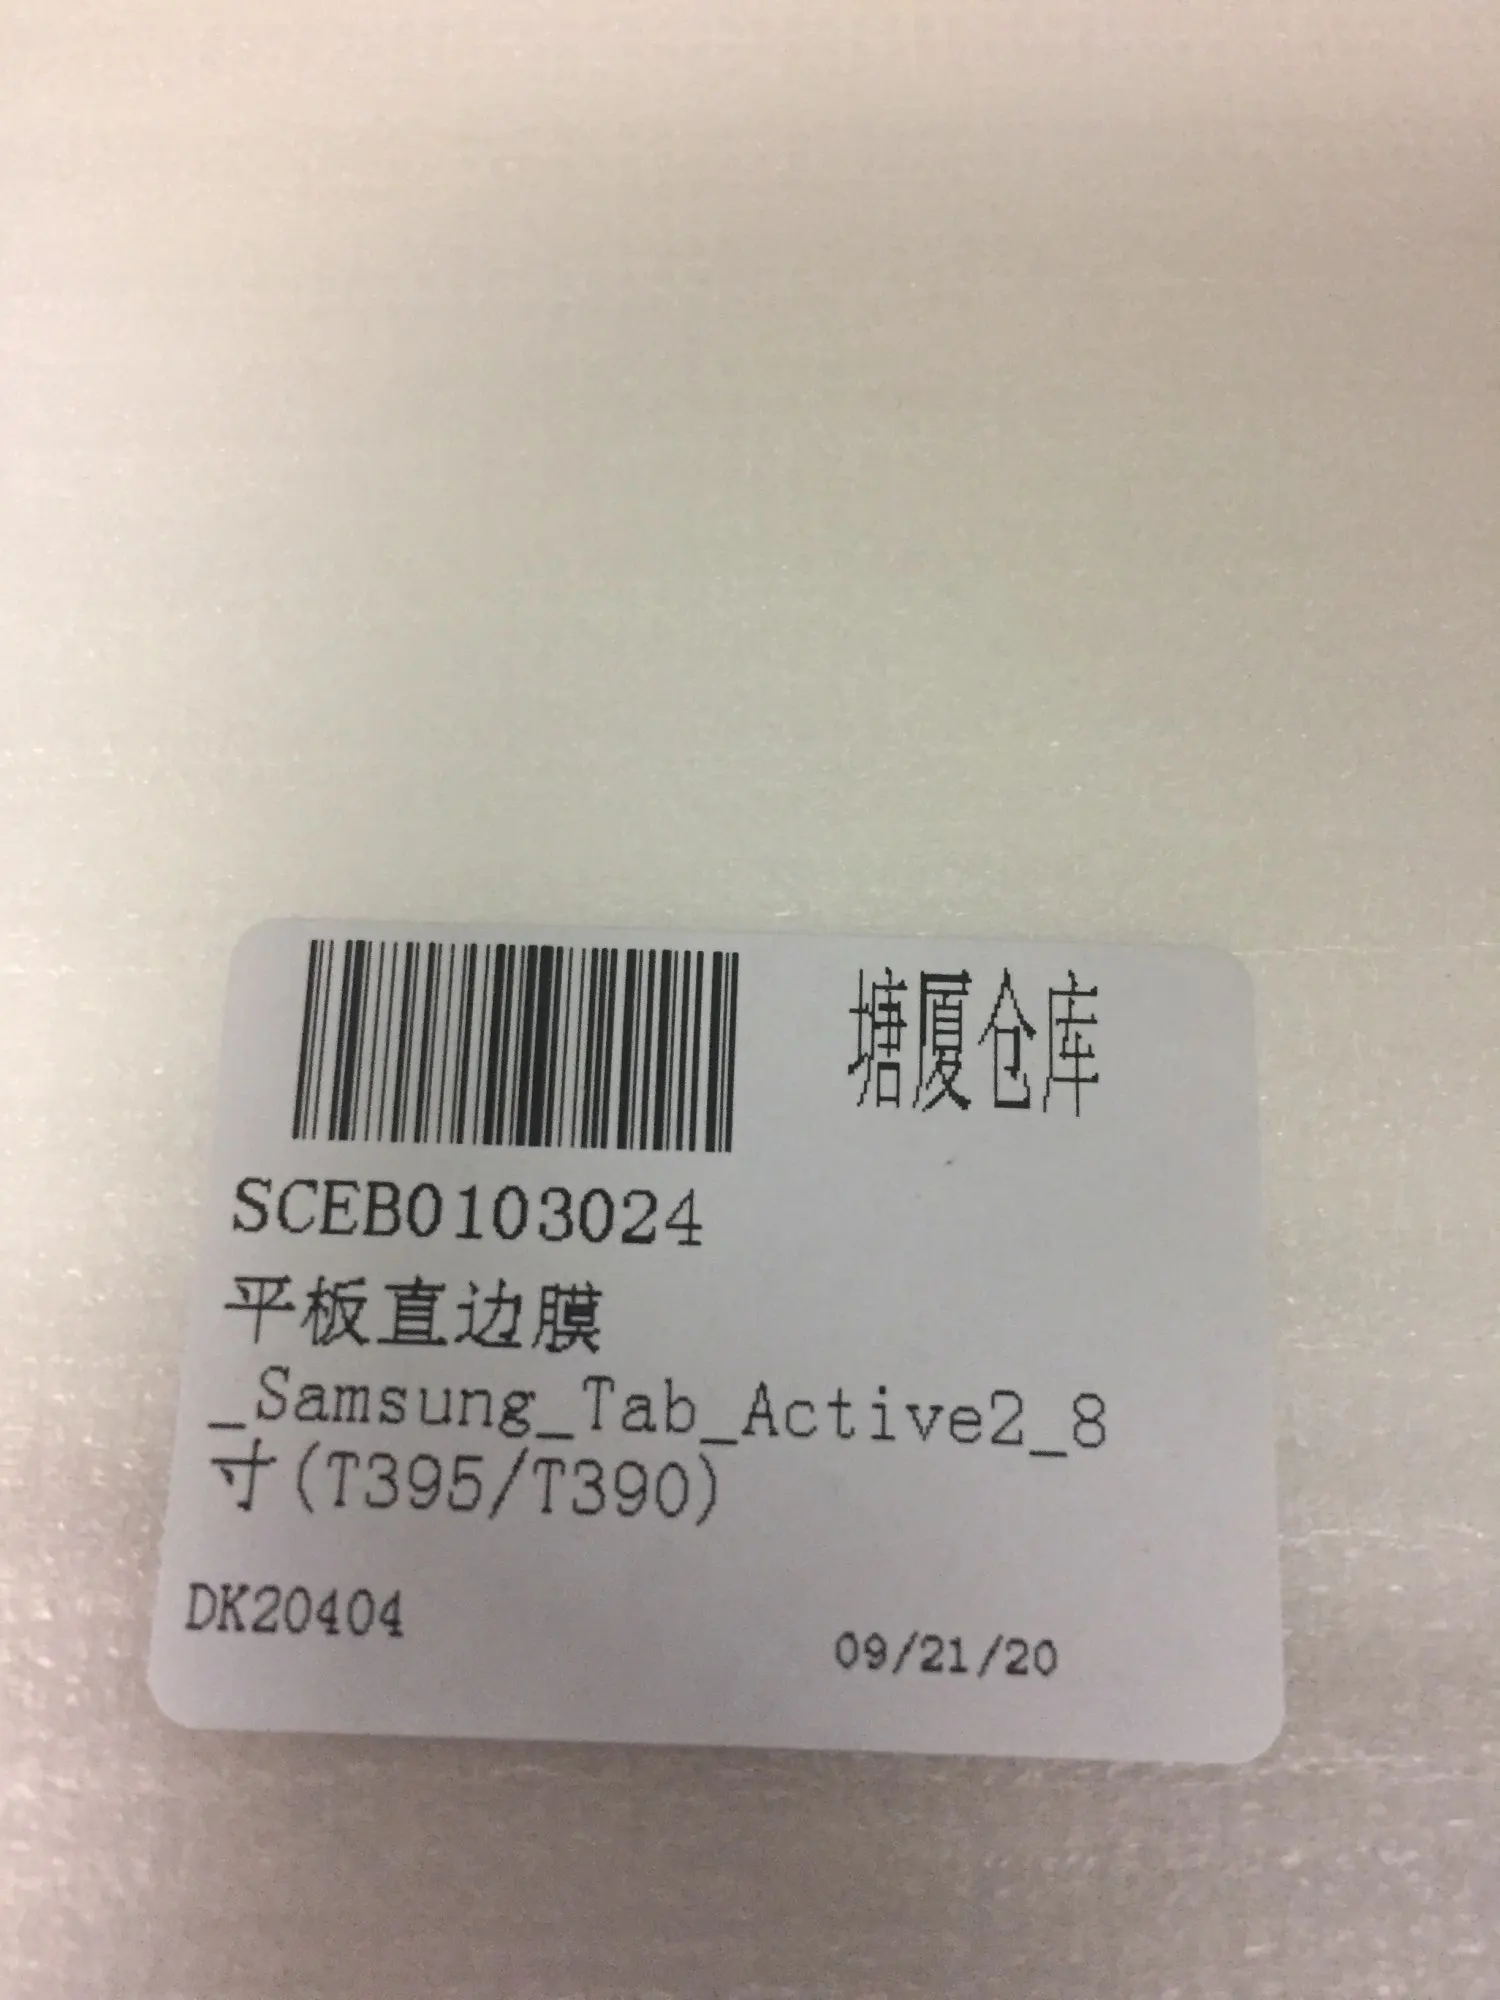 塘厦仓库
SCEB0103024
平板直边膜
_Samsung_Tab_Active2_8
寸(T395/T390)
DK20404
09/21/20